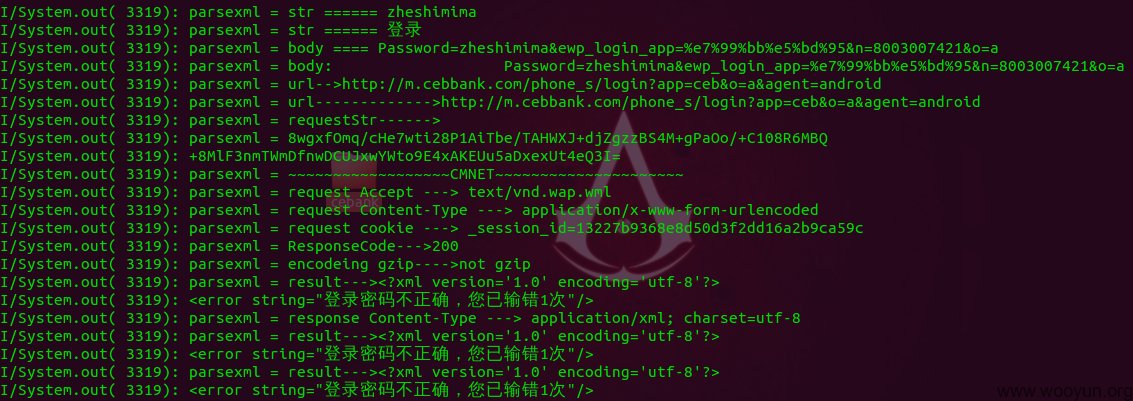 I/System.out( 3319): parsexml = str ====== zheshimima
I/System.out( 3319): parsexml = str ====== 登录
I/System.out( 3319): parsexml = body ==== Password=zheshimima&ewp_login_app=%e7%99%bb%e5%bd%95&n=8003007421&o=a
I/System.out( 3319): parsexml = body: Password=zheshimima&ewp_login_app=%e7%99%bb%e5%bd%95&n=8003007421&o=a
I/System.out( 3319): parsexml = url-->http://m.cebbank.com/phone_s/login?app=ceb&o=a&agent=android
I/System.out( 3319): parsexml = url------------->http://m.cebbank.com/phone_s/login?app=ceb&o=a&agent=android
I/System.out( 3319): parsexml = requestStr------>
I/System.out( 3319): parsexml = 8wgxfOmq/cHe7wti28P1AiTbe/TAHWXJ+djZgzzBS4M+gPaOo/+C108R6MBQ
+8MlF3nmTWmDfnwDCUJxwYWto9E4xAKEUu5aDxexUt4eQ3I=
I/System.out( 3319): parsexml = ~~~~~~~~~~~~~~~~~~CMNET~~~~~~~~~~~~~~~~~~~~~
I/System.out( 3319): parsexml = request Accept ---> text/vnd.wap.wml
cebank
I/System.out( 3319): parsexml = request Content-Type ---> application/x-www-form-urlencoded
I/System.out( 3319): parsexml = request cookie ---> _session_id=13227b9368e8d50d3f2dd16a2b9ca59c
I/System.out( 3319): parsexml = ResponseCode--->200
I/System.out( 3319): parsexml = encodeing gzip---->not gzip
I/System.out( 3319): parsexml = result---><?xml version='1.0' encoding='utf-8'?>
I/System.out( 3319): <error string="登录密码不正确，您已输错1次"/>
I/System.out( 3319): parsexml = response Content-Type ---> application/xml; charset=utf-8
I/System.out( 3319): parsexml = result---><?xml version='1.0' encoding='utf-8'?>
I/System.out( 3319): <error string="登录密码不正确，您已输错1次"/>
I/System.out( 3319): parsexml = result---><?xml version='1.0' encoding='utf-8'?>
I/System.out( 3319): <error string="登录密码不正确，您已输错1次"/>
www.wooyun.org